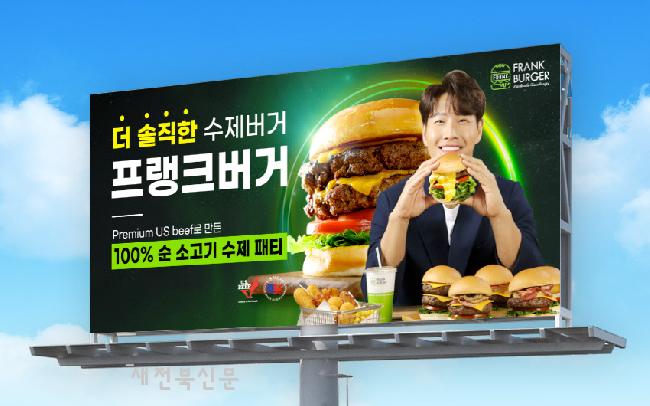 더 솔직한 수제버거
프랭크버거
Premium US beef로 만든
100% 순 소고기 수제 패티
FRANK
BURGER
새전북신문